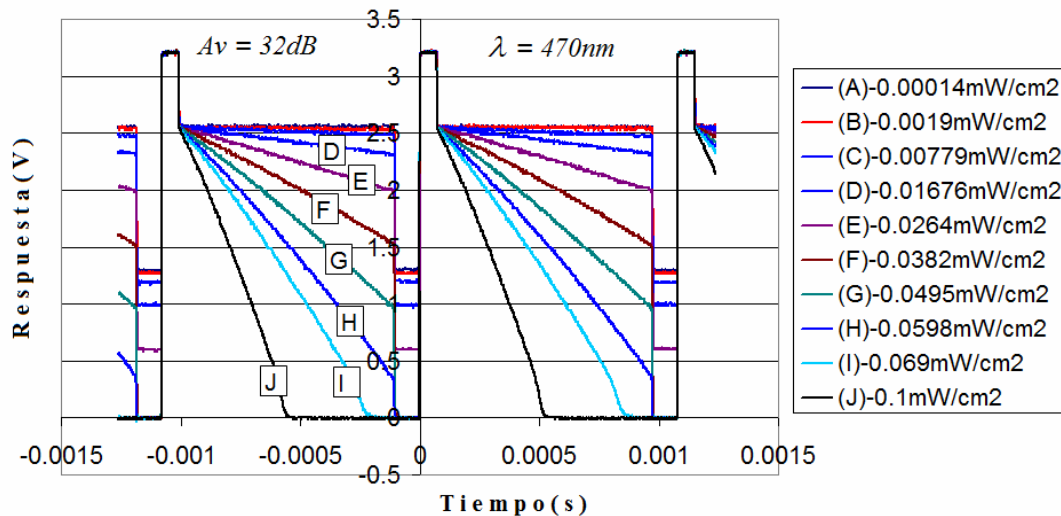 3.5
Av = 32dB
λ = 470nm
3
2.5
2
1.5
1
0.5
0
-0.5
D
E
F
G
H
I
J
-0.0015
-0.001
-0.0005
0
0.0005
0.001
0.0015
Respuesta(V)
Tiempo(s)
(A)-0.00014mW/cm2
(B)-0.0019mW/cm2
(C)-0.00779mW/cm2
(D)-0.01676mW/cm2
(E)-0.0264mW/cm2
(F)-0.0382mW/cm2
(G)-0.0495mW/cm2
(H)-0.0598mW/cm2
(I)-0.069mW/cm2
(J)-0.1mW/cm2